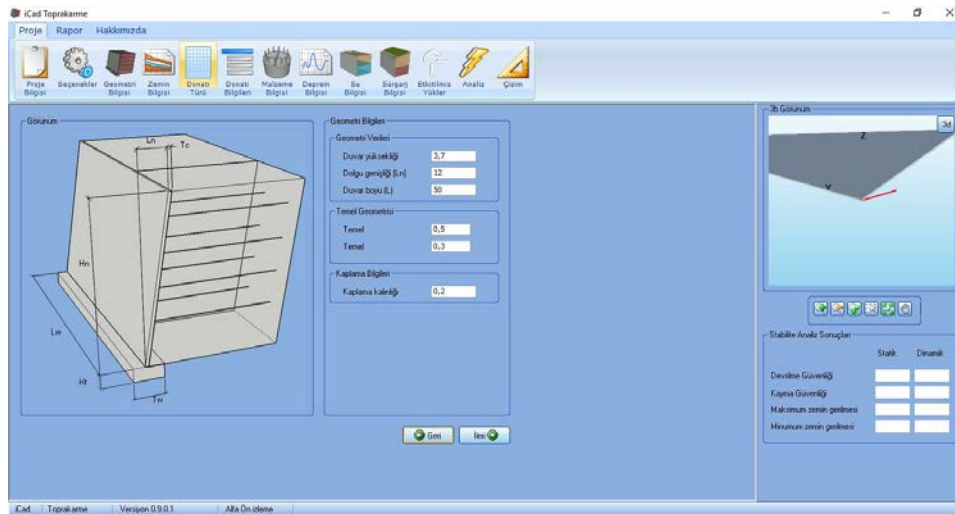 iCad Toprakarme
Proje Rapor Hakkımızda
Proje Bilgisi
Seçenekler
Geometri Bilgisi
Zemin Bilgisi
Donatı Türü
Donatı Bilgileri
Malzeme Bilgisi
Deprem Bilgisi
Su Bilgisi
Sürşarj Bilgisi
Etkitilmiş Yükler
Analiz
Çizim
Görünüm
Ln
Tc
Hn
Lw
Ht
Tw
Geometri Bilgileri
Geometri Verileri
Duvar yüksekliği 3,7
Dolgu genişliği (Ln) 12
Duvar boyu (L) 50
Temel Geometrisi
Temel 0,5
Temel 0,3
Kaplama Bilgileri
Kaplama kalınlığı 0,2
Geri
İleri
3b Görünüm
3d
Z
Y
Stabilite Analiz Sonuçları
Statik Dinamik
Devrilme Güvenliği
Kayma Güvenliği
Maksimum zemin gerilmesi
Minumum zemin gerilmesi
iCad Toprakarme Versiyon 0.9.0.1 Alfa Ön izleme